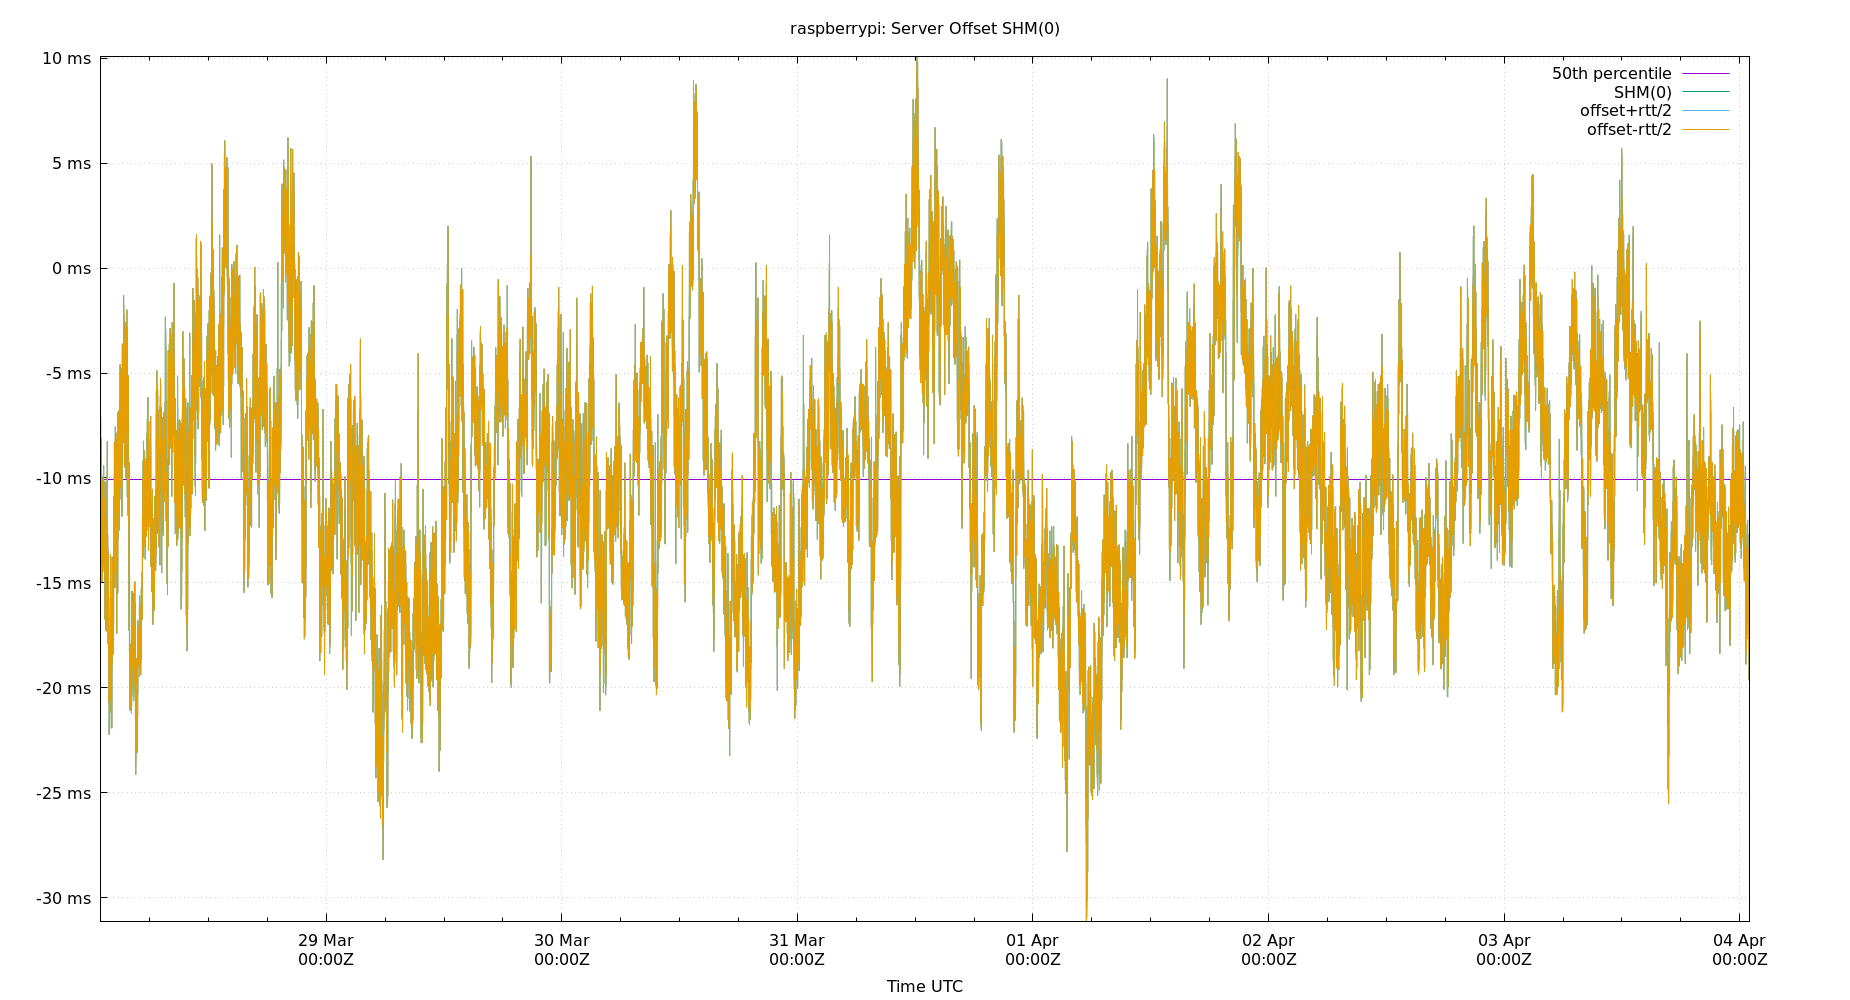 raspberrypi: Server Offset SHM(0)
10 ms
5 ms
0 ms
-5 ms
-10 ms
-15 ms
-20 ms
-25 ms
-30 ms
50th percentile
SHM(0)
offset+rtt/2
offset-rtt/2
29 Mar
00:00Z
30 Mar
00:00Z
31 Mar
00:00Z
01 Apr
00:00Z
02 Apr
00:00Z
03 Apr
00:00Z
04 Apr
00:00Z
Time UTC